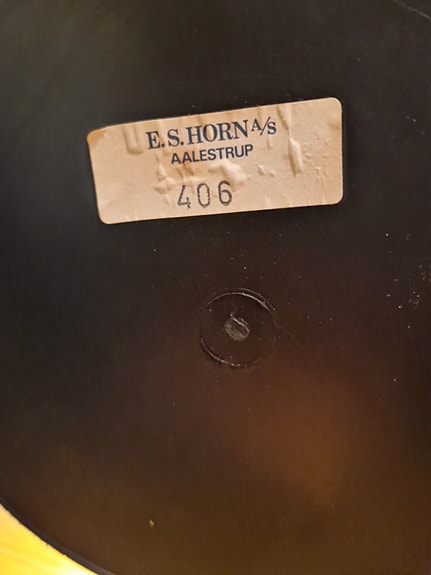 E.S. HORN A/S
AALESTRUP
406